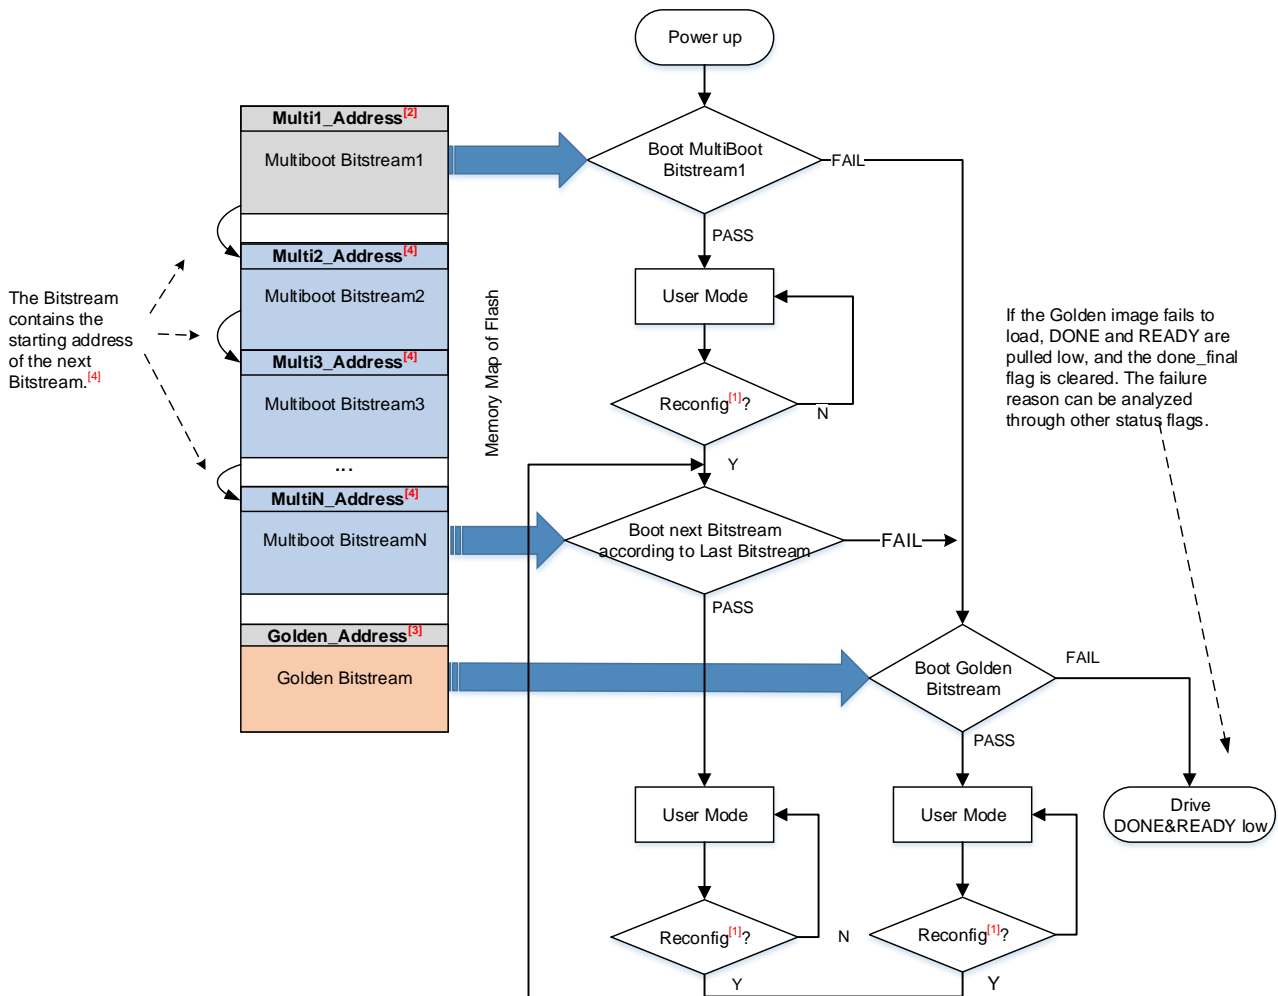 Power up
Multi1_Address[2]
Multiboot Bitstream1
Boot MultiBoot
Bitstream1
FAIL
PASS
Multi2_Address[4]
Multiboot Bitstream2
User Mode
The Bitstream
contains the
starting address
of the next
Bitstream.[4]
Multi3_Address[4]
Multiboot Bitstream3
Memory Map of Flash
If the Golden image fails to
load, DONE and READY are
pulled low, and the done_final
flag is cleared. The failure
reason can be analyzed
through other status flags.
Reconfig[1]?
N
Y
...
MultiN_Address[4]
Multiboot BitstreamN
Boot next Bitstream
according to Last Bitstream
FAIL
PASS
Golden_Address[3]
Golden Bitstream
Boot Golden
Bitstream
FAIL
PASS
User Mode
User Mode
Drive
DONE&READY low
Reconfig[1]?
N
Reconfig[1]?
Y
Y